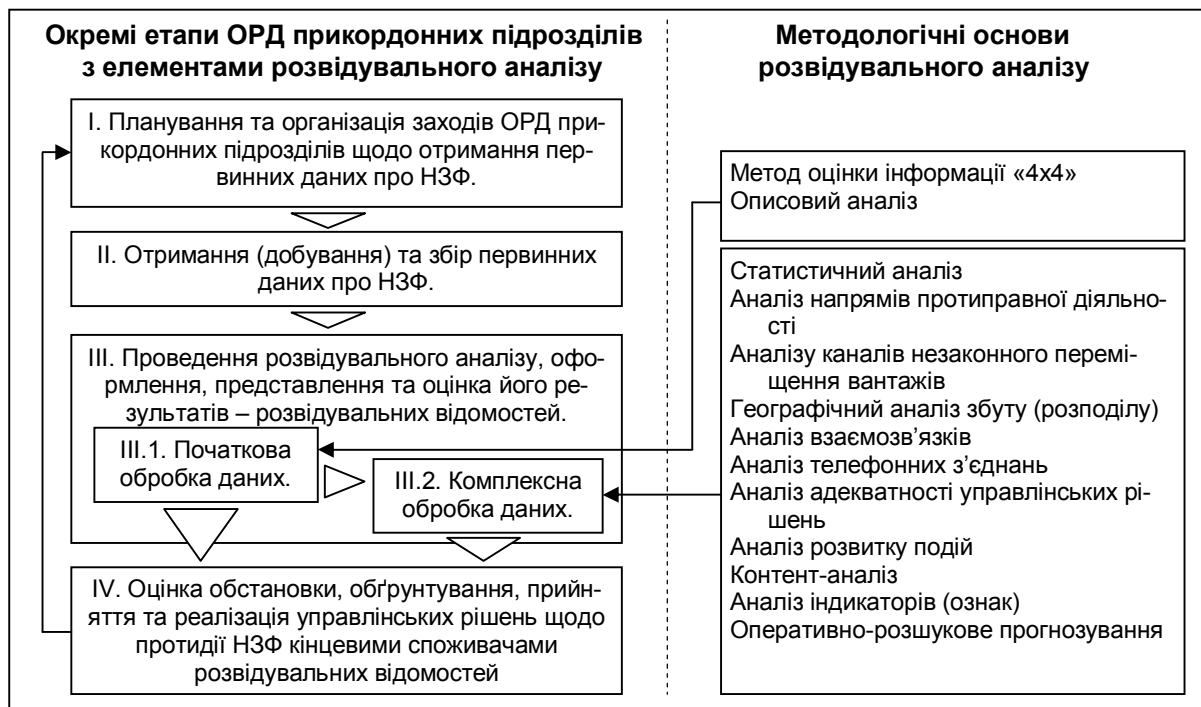 Окремі етапи ОРД прикордонних підрозділів
з елементами розвідувального аналізу
І. Планування та організація заходів ОРД при-
кордонних підрозділів щодо отримання пер-
винних даних про НЗФ.
ІІ. Отримання (добування) та збір первинних
даних про НЗФ.
ІІІ. Проведення розвідувального аналізу, офо-
рмлення, представлення та оцінка його ре-
зультатів – розвідувальних відомостей.
ІІІ.1. Початкова
обробка даних.
ІІІ.2. Комплексна
обробка даних.
IV. Оцінка обстановки, обґрунтування, прийн-
яття та реалізація управлінських рішень щодо
протидії НЗФ кінцевими споживачами
розвідувальних відомостей
Методологічні основи
розвідувального аналізу
Метод оцінки інформації «4х4»
Описовий аналіз
Статистичний аналіз
Аналіз напрямів протиправної діяльно-
сті
Аналізу каналів незаконного перемі-
щення вантажів
Географічний аналіз збуту (розподілу)
Аналіз взаємозв’язків
Аналіз телефонних з’єднань
Аналіз адекватності управлінських рі-
шень
Аналіз розвитку подій
Контент-аналіз
Аналіз індикаторів (ознак)
Оперативно-розшукове прогнозування